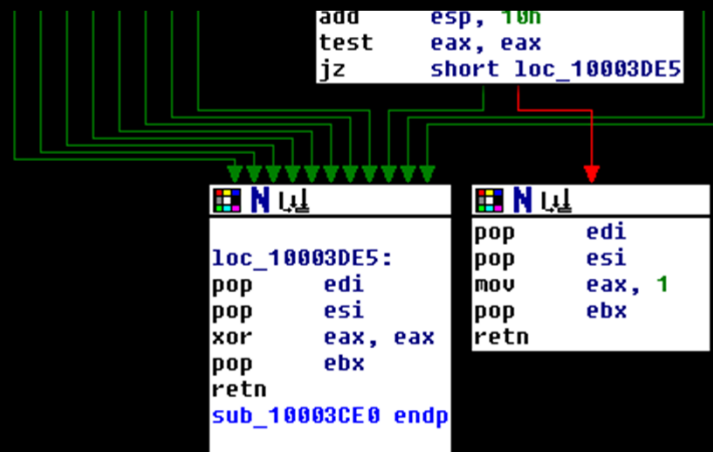 add esp, 10h
test eax, eax
jz short loc_10003DE5
N
N
loc_10003DE5:
pop edi
pop esi
xor eax, eax
pop ebx
retn
sub_10003CE0 endp
pop edi
pop esi
mov eax, 1
pop ebx
retn